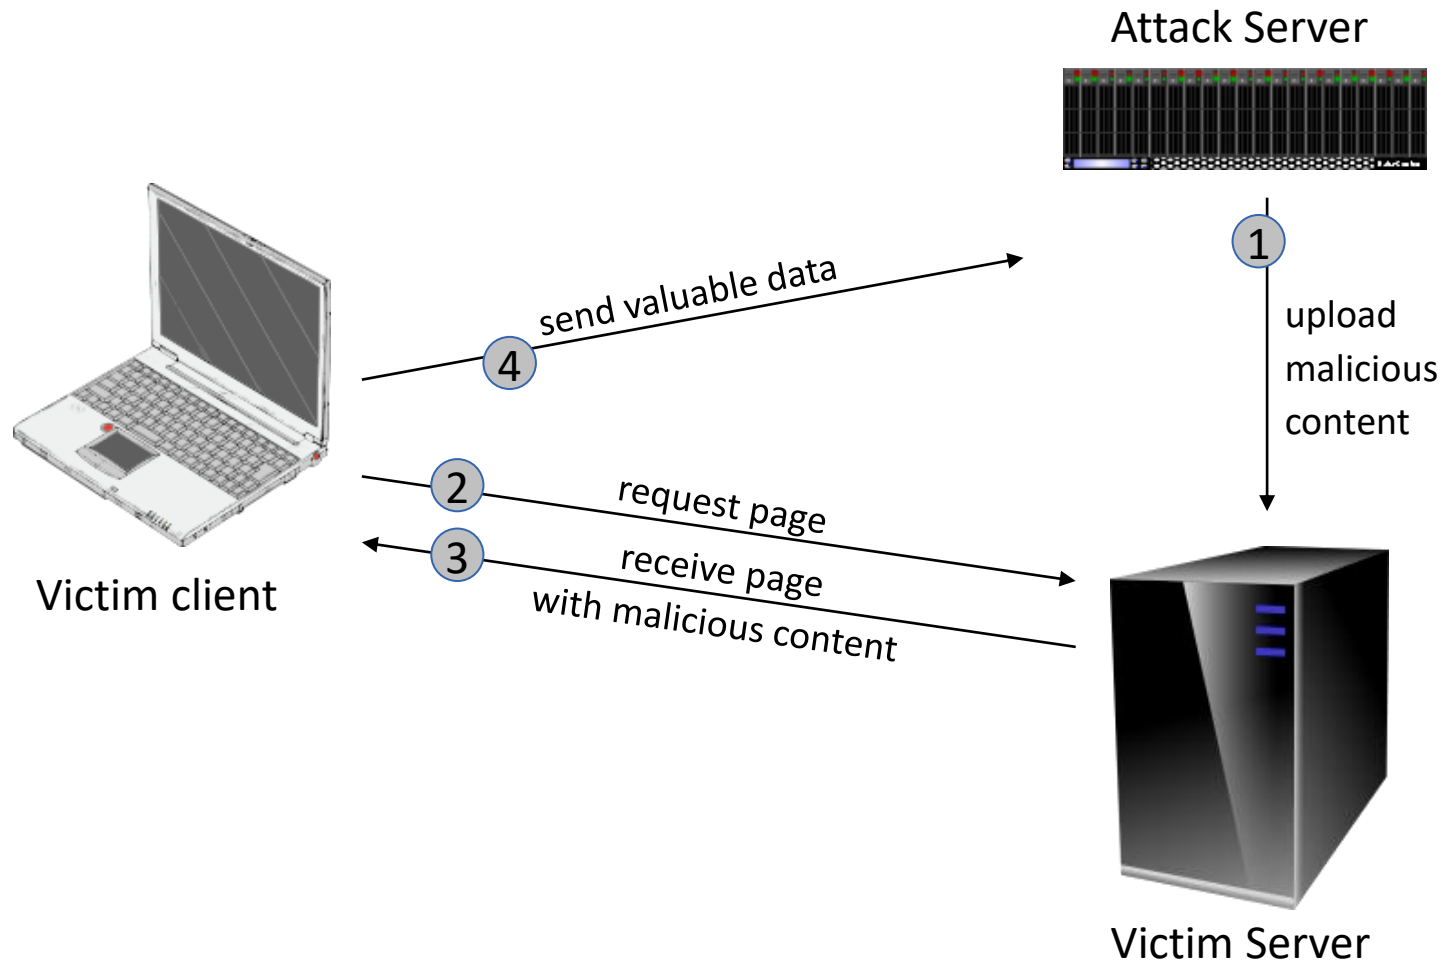 Attack Server
1
upload
malicious
content
send valuable data
4
2
request page
3
receive page
with malicious content
Victim client
Victim Server